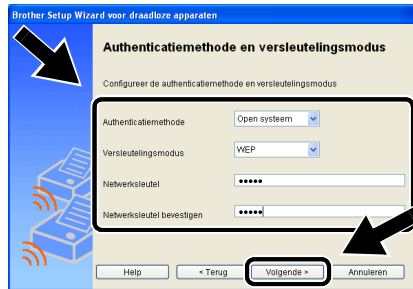 Brother Setup Wizard voor draadloze apparaten
Authenticatiemethode en versleutelingsmodus
Configureer de authenticatiemethode en versleutelingsmodus
Authenticatiemethode Open systeem
Versleutelingsmodus WEP
Netwerksleutel •••••
Netwerksleutel bevestigen •••••
Help < Terug Volgende > Annuleren